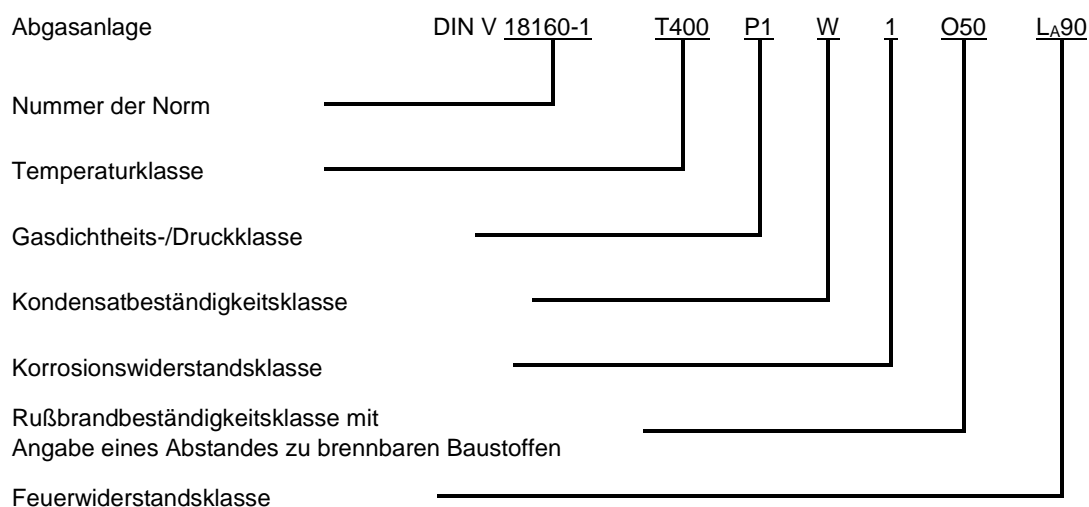 Abgasanlage DIN V 18160-1 T400 P1 W 1 O50 LA90
Nummer der Norm
Temperaturklasse
Gasdichtheits-/Druckklasse
Kondensatbeständigkeitsklasse
Korrosionswiderstandsklasse
Rußbrandbeständigkeitsklasse mit
Angabe eines Abstandes zu brennbaren Baustoffen
Feuerwiderstandsklasse